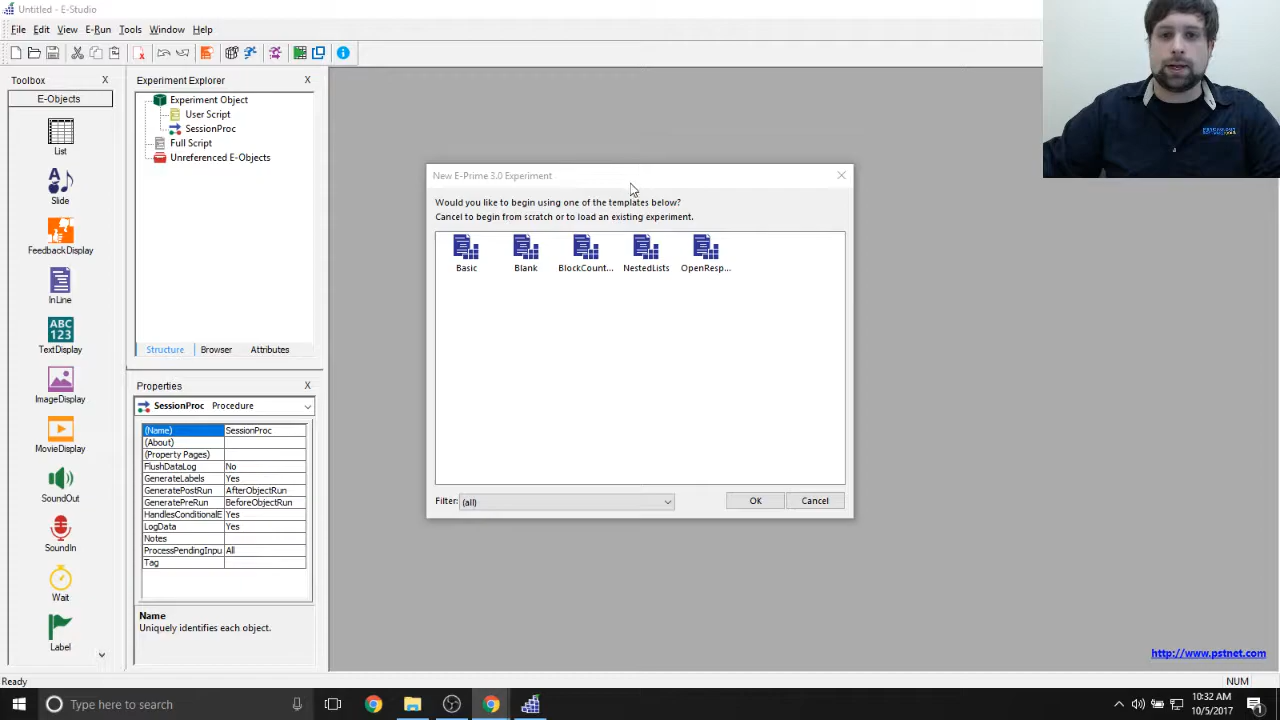 Untitled - E-Studio
File Edit View E-Run Tools Window Help
Toolbox X
E-Objects
List
Slide
FeedbackDisplay
InLine
ABC
123
TextDisplay
ImageDisplay
MovieDisplay
SoundOut
SoundIn
Wait
Label
Experiment Explorer X
Experiment Object
User Script
SessionProc
Full Script
Unreferenced E-Objects
Structure Browser Attributes
Properties X
SessionProc Procedure
(Name) SessionProc
(About)
(Property Pages)
FlushDataLog No
GenerateLabels Yes
GeneratePostRun AfterObjectRun
GeneratePreRun BeforeObjectRun
HandlesConditionalE Yes
LogData Yes
Notes
ProcessPendingInpu All
Tag
Name
Uniquely identifies each object.
New E-Prime 3.0 Experiment
Would you like to begin using one of the templates below?
Cancel to begin from scratch or to load an existing experiment.
Basic Blank BlockCount... NestedLists OpenResp...
Filter: (all) OK Cancel
http://www.pstnet.com
Ready NUM
Type here to search
10:32 AM
10/5/2017